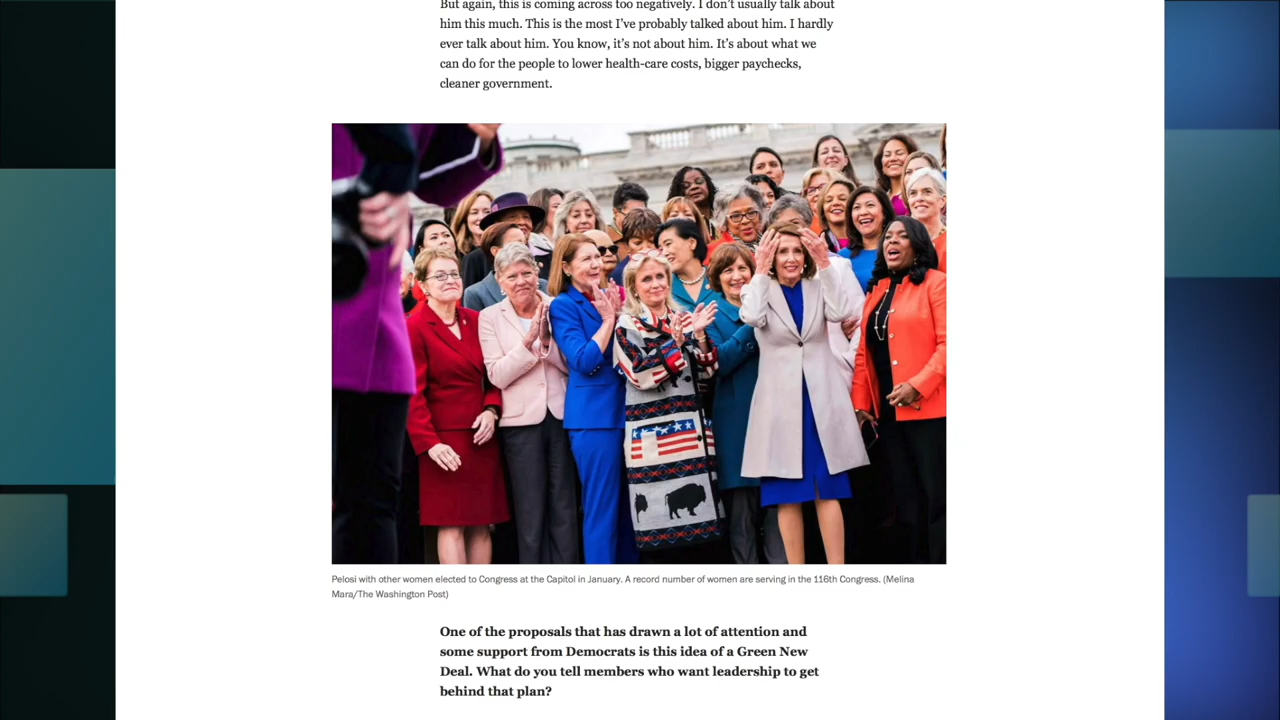 But again, this is coming across too negatively. I don't usually talk about
him this much. This is the most I've probably talked about him. I hardly
ever talk about him. You know, it's not about him. It's about what we
can do for the people to lower health-care costs, bigger paychecks,
cleaner government.
Pelosi with other women elected to Congress at the Capitol in January. A record number of women are serving in the 116th Congress. (Melina
Mara/The Washington Post)
One of the proposals that has drawn a lot of attention and
some support from Democrats is this idea of a Green New
Deal. What do you tell members who want leadership to get
behind that plan?